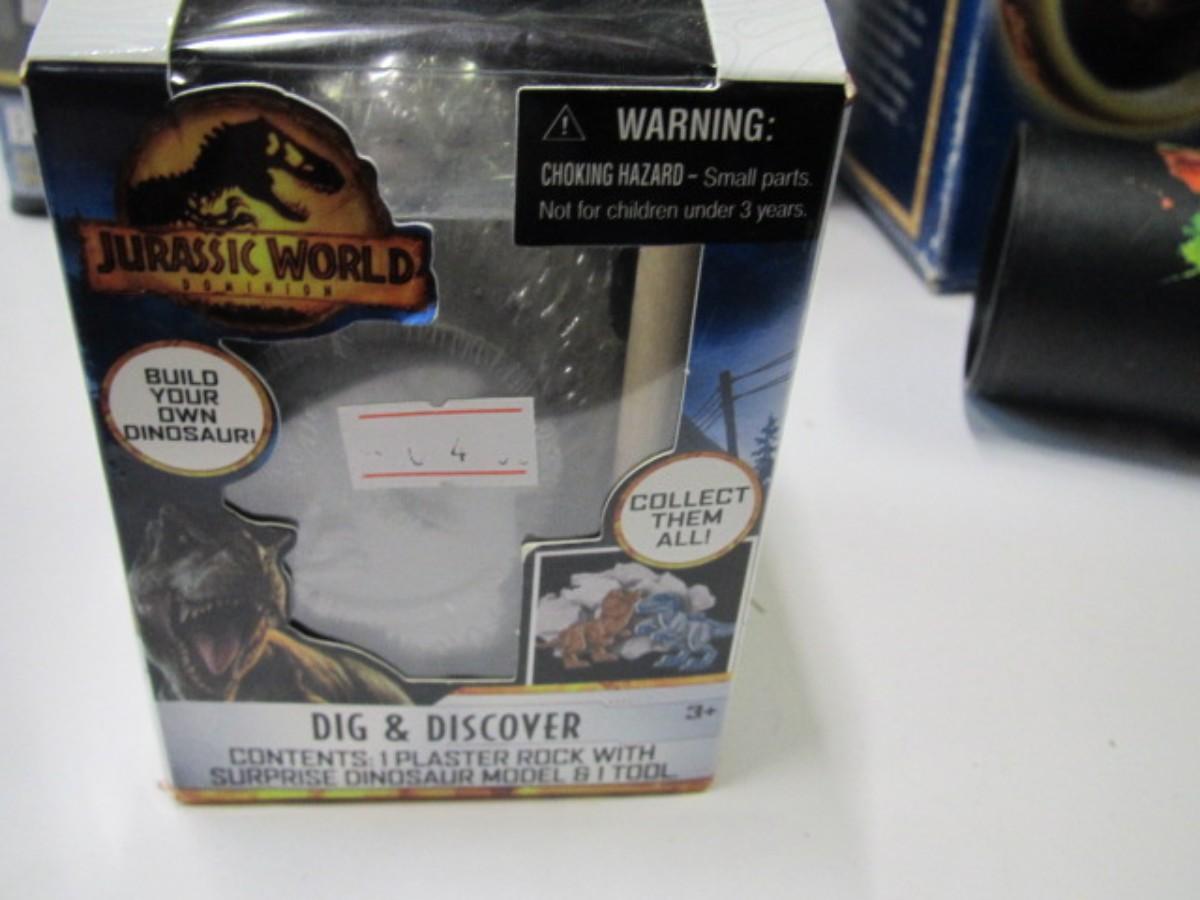 WARNING:
CHOKING HAZARD - Small parts.
Not for children under 3 years.
JURASSIC WORLD
DOMINION
BUILD
YOUR
OWN
DINOSAUR!
4
COLLECT
THEM
ALL!
3+
DIG & DISCOVER
CONTENTS: 1 PLASTER ROCK WITH
SURPRISE DINOSAUR MODEL & 1 TOOL.